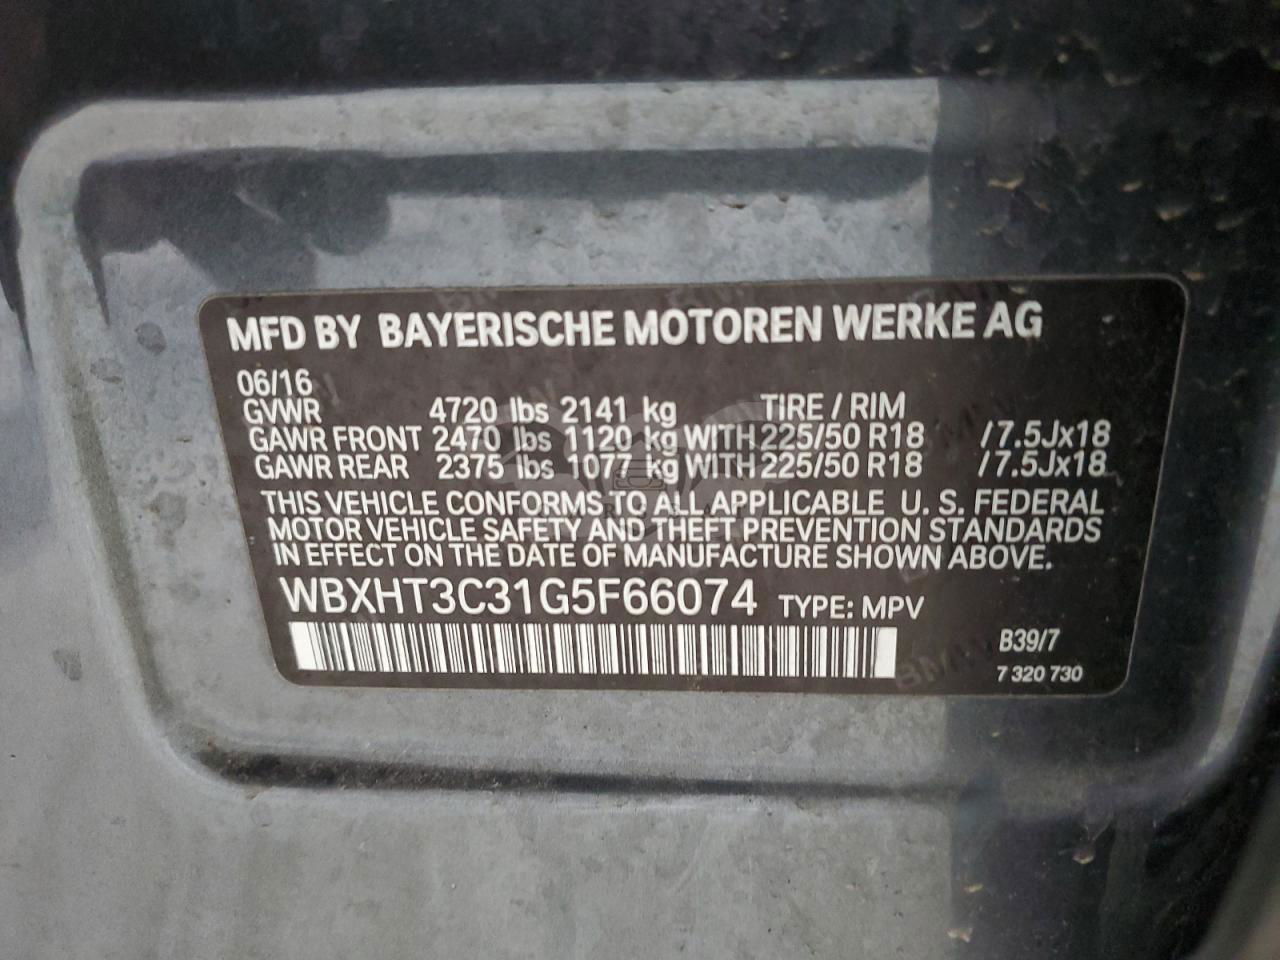 MFD BY BAYERISCHE MOTOREN WERKE AG
06/16
GVWR 4720 lbs 2141 kg TIRE / RIM
GAWR FRONT 2470 lbs 1120 kg WITH 225/50 R18 /7.5Jx18
GAWR REAR 2375 lbs 1077 kg WITH 225/50 R18 /7.5Jx18
THIS VEHICLE CONFORMS TO ALL APPLICABLE U. S. FEDERAL
MOTOR VEHICLE SAFETY AND THEFT PREVENTION STANDARDS
IN EFFECT ON THE DATE OF MANUFACTURE SHOWN ABOVE.
WBXHT3C31G5F66074 TYPE: MPV
B39/7
7 320 730